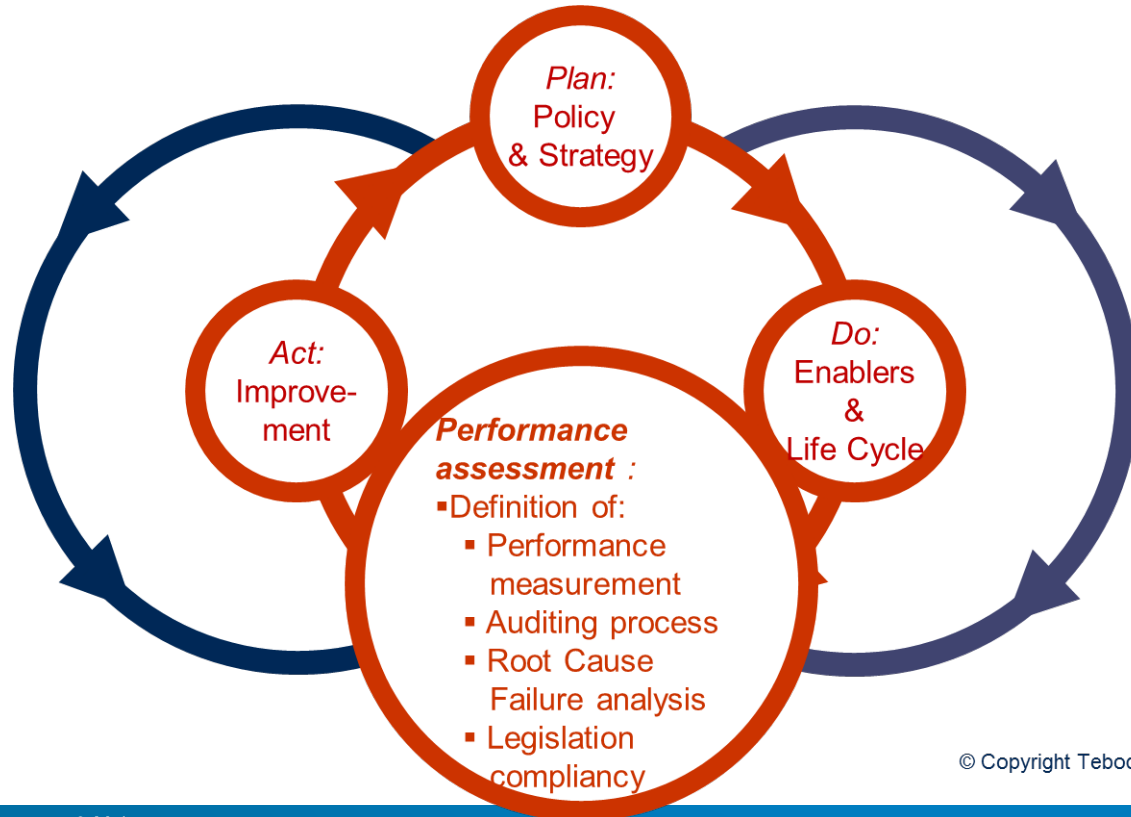 Plan:
Policy
& Strategy
Act:
Improve-
ment
Do:
Enablers
&
Life Cycle
Performance
assessment :
▪Definition of:
▪ Performance
measurement
▪ Auditing process
▪ Root Cause
Failure analysis
▪ Legislation
compliancy
© Copyright